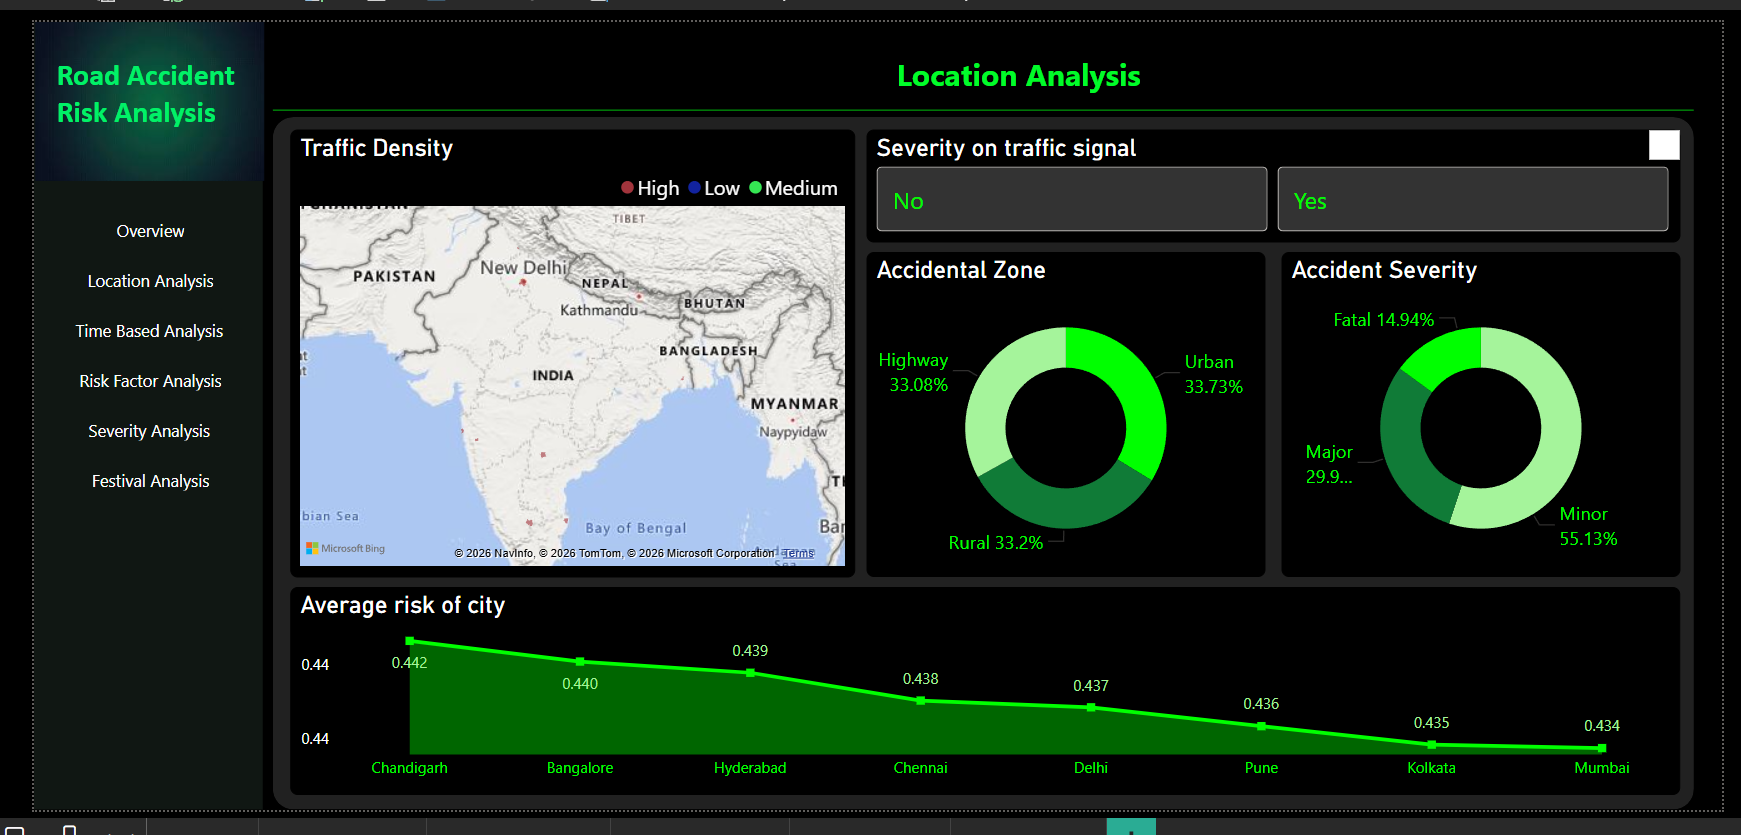 Road Accident
Risk Analysis
Overview
Location Analysis
Time Based Analysis
Risk Factor Analysis
Severity Analysis
Festival Analysis
Location Analysis
Traffic Density
High Low Medium
TIBET
PAKISTAN
New Delhi
NEPAL
Kathmandu
BHUTAN
BANGLADESH
INDIA
MYANMAR
Naypyidaw
bian Sea
Bay of Bengal
Microsoft Bing
© 2026 NavInfo, © 2026 TomTom, © 2026 Microsoft Corporation Terms
Severity on traffic signal
No
Yes
Accidental Zone
Highway
33.08%
Urban
33.73%
Rural 33.2%
Accident Severity
Fatal 14.94%
Major
29.9...
Minor
55.13%
Average risk of city
0.44
0.44
0.442
0.440
0.439
0.438
0.437
0.436
0.435
0.434
Chandigarh
Bangalore
Hyderabad
Chennai
Delhi
Pune
Kolkata
Mumbai